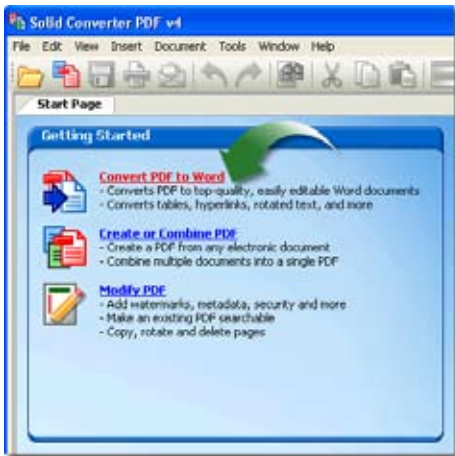 Solid Converter PDF v4
File Edit View Insert Document Tools Window Help
Start Page
Getting Started
Convert PDF to Word
- Converts PDF to top-quality, easily editable Word documents
- Converts tables, hyperlinks, rotated text, and more
Create or Combine PDF
- Create a PDF from any electronic document
- Combine multiple documents into a single PDF
Modify PDF
- Add watermarks, metadata, security and more
- Make an existing PDF searchable
- Copy, rotate and delete pages